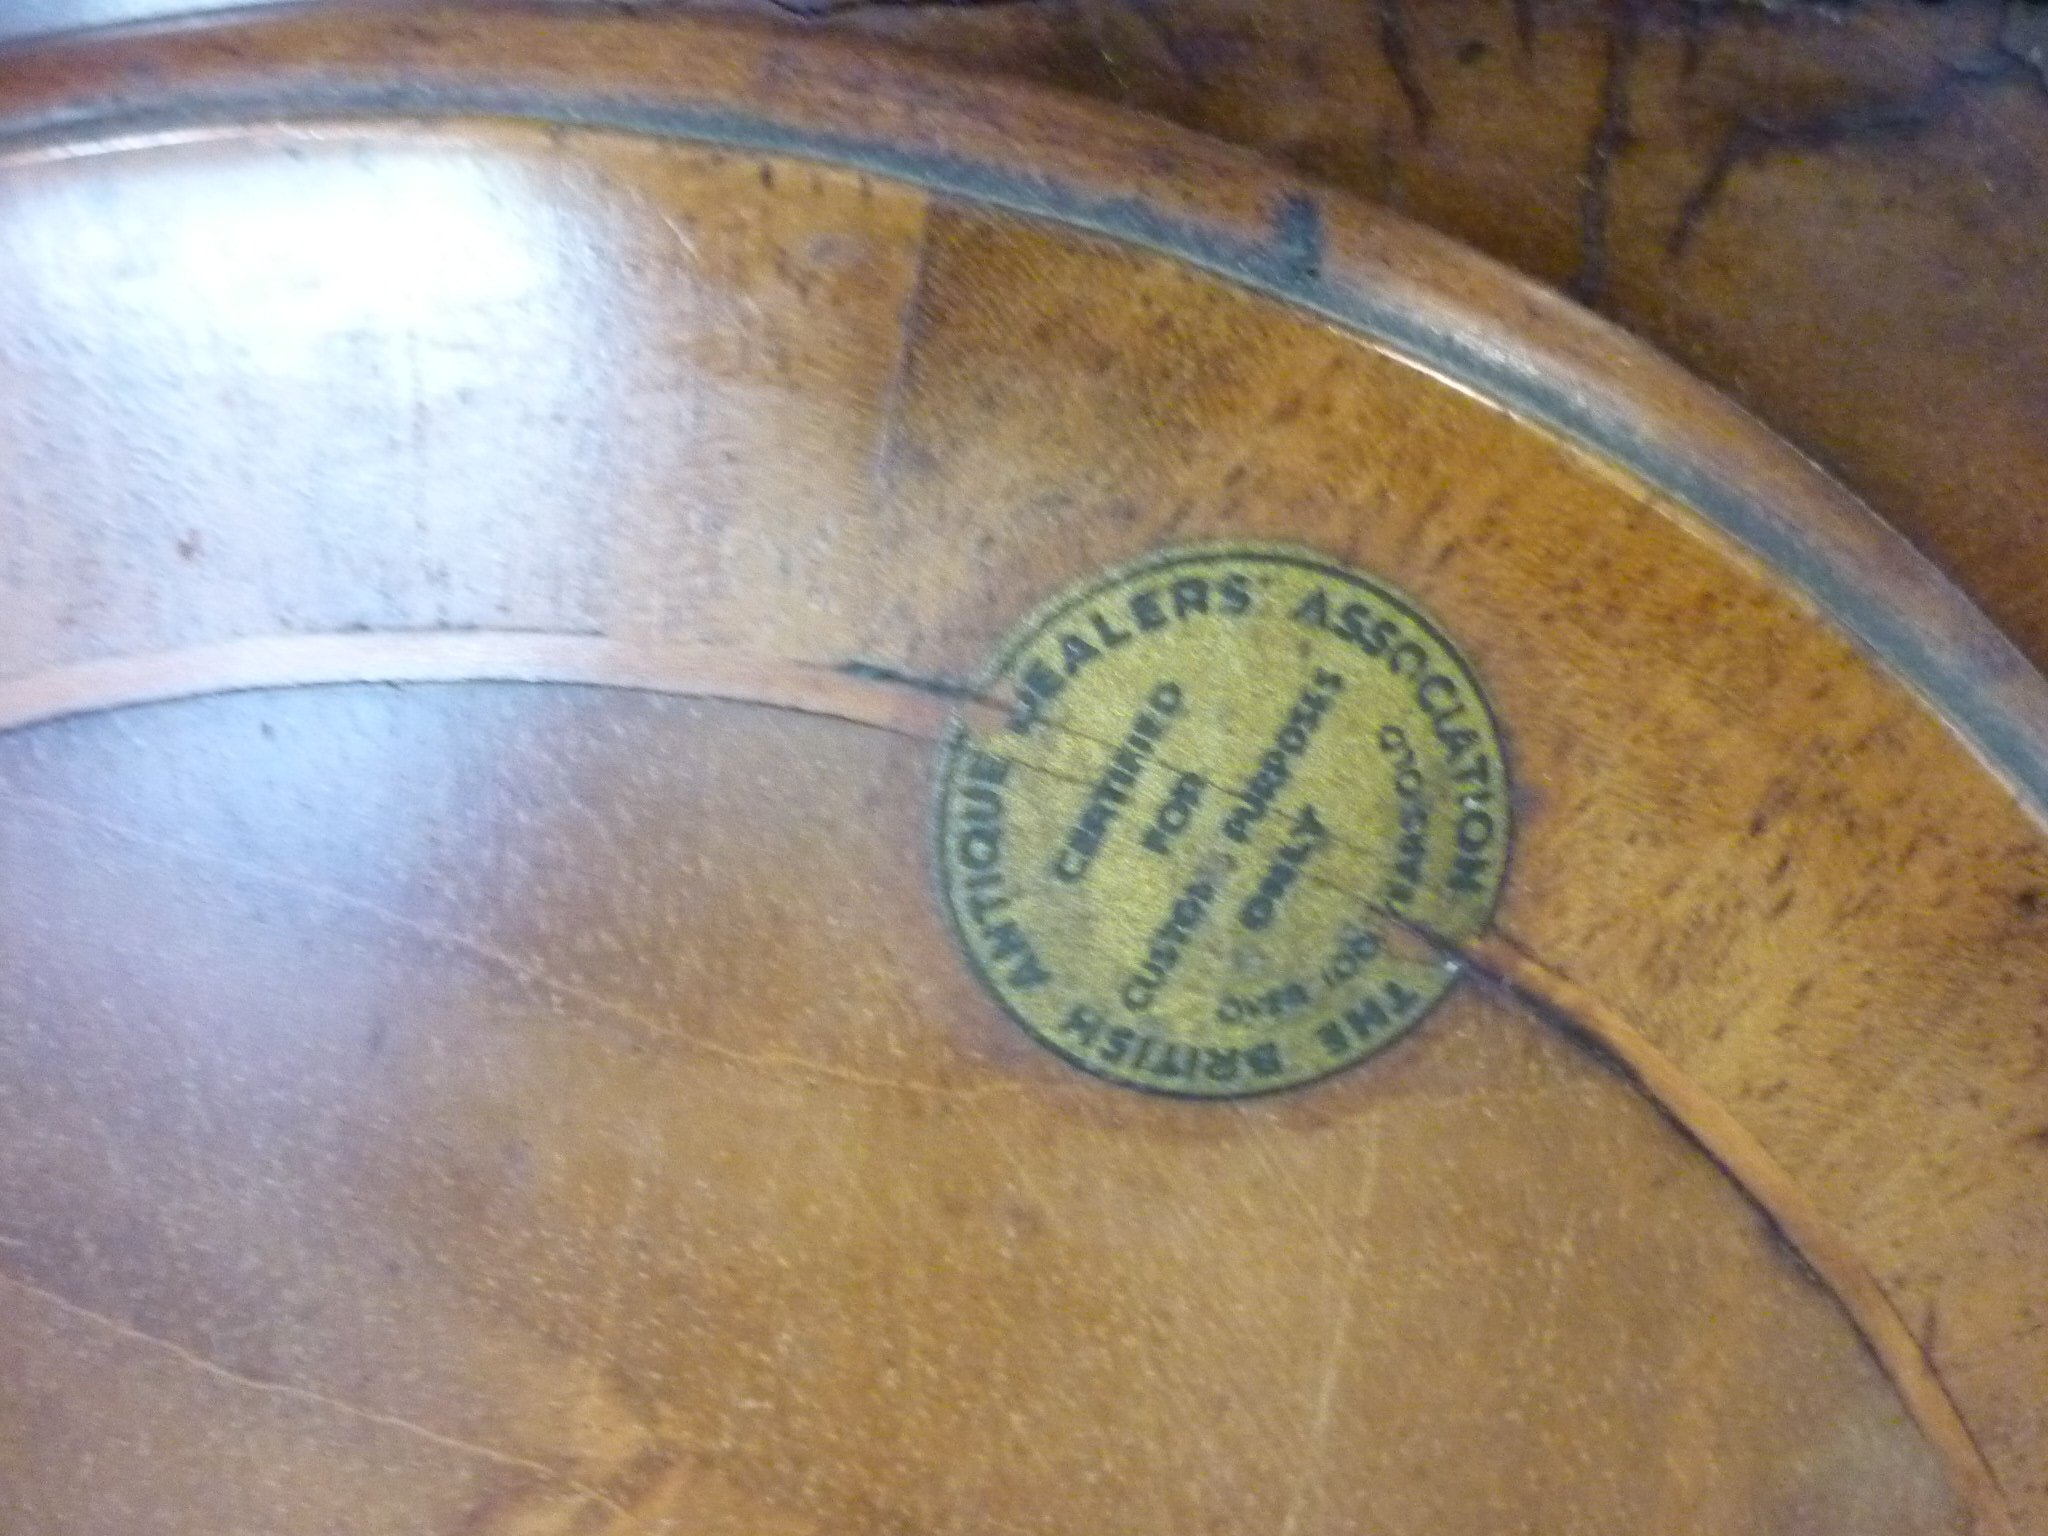 THE BRITISH ANTIQUE DEALERS' ASSOCIATION
CERTIFIED
FOR
CUSTOMS PURPOSES
ONLY